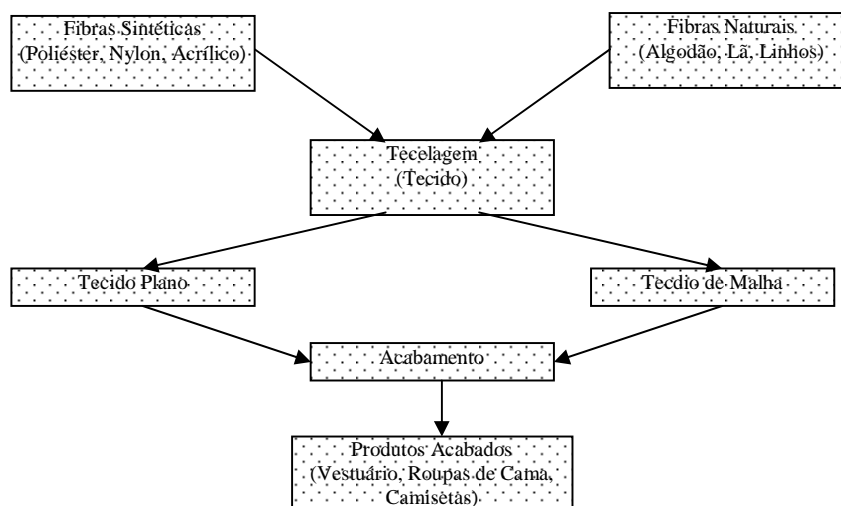 Fibras Sintéticas
(Poliéster, Nylon, Acrílico)
Fibras Naturais
(Algodão, Lã, Linhos)
Tecelagem
(Tecido)
Tecido Plano
Tecdio de Malha
Acabamento
Produtos Acabados
(Vestuário, Roupas de Cama,
Camisetas)